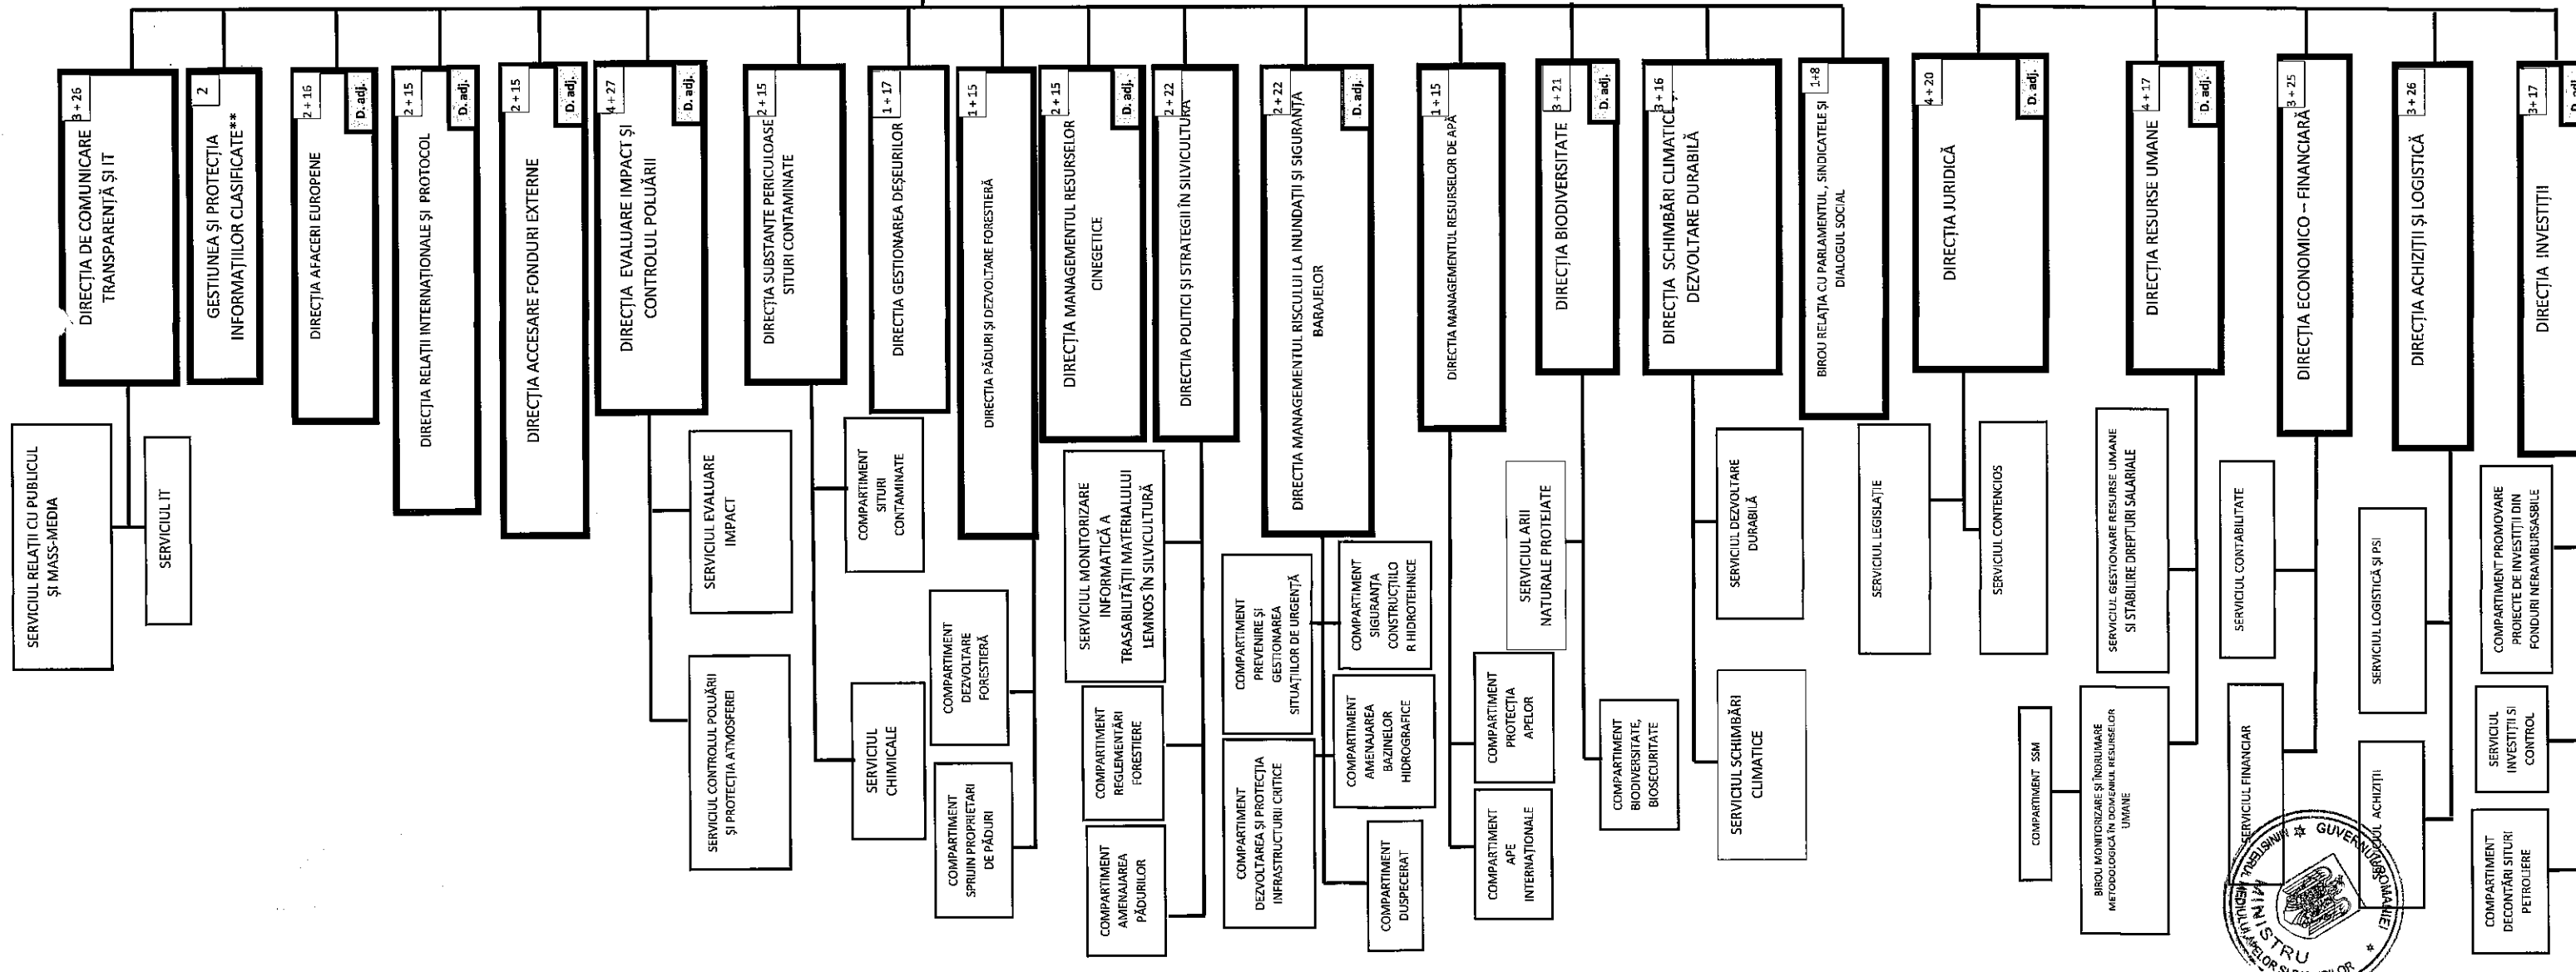 3 + 26
DIRECȚIA DE COMUNICARE
TRANSPARENȚĂ ȘI IT
SERVICIUL RELAȚII CU PUBLICUL
ȘI MASS-MEDIA
SERVICIUL IT
2
GESTIUNEA ȘI PROTECȚIA
INFORMAȚIILOR CLASIFICATE**
2 + 16
DIRECȚIA AFACERI EUROPENE
D. adj.
2 + 15
DIRECȚIA RELAȚII INTERNAȚIONALE ȘI PROTOCOL
D. adj.
2 + 15
DIRECȚIA ACCESARE FONDURI EXTERNE
D. adj.
4 + 27
DIRECȚIA EVALUARE IMPACT ȘI
CONTROLUL POLUĂRII
D. adj.
SERVICIUL EVALUARE
IMPACT
SERVICIUL CONTROLUL POLUĂRII
ȘI PROTECȚIA ATMOSFEREI
2 + 15
DIRECȚIA SUBSTANȚE PERICULOASE
SITURI CONTAMINATE
COMPARTIMENT
SITURI
CONTAMINATE
SERVICIUL
CHIMICALE
1 + 17
DIRECTIA GESTIONAREA DEȘEURILOR
1 + 15
DIRECTIA PĂDURI ȘI DEZVOLTARE FORESTIERĂ
COMPARTIMENT
DEZVOLTARE
FORESTIERĂ
COMPARTIMENT
SPRIJIN PROPRIETARI
DE PĂDURI
2 + 15
DIRECȚIA MANAGEMENTUL RESURSELOR
CINEGETICE
D. adj.
2 + 22
DIRECTIA POLITICI ȘI STRATEGII ÎN SILVICULTURĂ
SERVICIUL MONITORIZARE
INFORMATICĂ A
TRASABILITĂȚII MATERIALULUI
LEMNOS ÎN SILVICULTURĂ
COMPARTIMENT
REGLEMENTĂRI
FORESTIERE
COMPARTIMENT
AMENAJAREA
PĂDURILOR
2 + 22
DIRECTIA MANAGEMENTUL RISCULUI LA INUNDAȚII ȘI SIGURANȚA
BARAJELOR
D. adj.
COMPARTIMENT
PREVENIRE ȘI
GESTIONAREA
SITUAȚIILOR DE URGENȚĂ
COMPARTIMENT
SIGURANȚA
CONSTRUCȚIILO
R HIDROTEHNICE
COMPARTIMENT
DEZVOLTAREA ȘI PROTECȚIA
INFRASTRUCTURII CRITICE
COMPARTIMENT
AMENAJAREA
BAZINELOR
HIDROGRAFICE
COMPARTIMENT
DUSPECERAT
1 + 15
DIRECTIA MANAGEMENTUL RESURSELOR DE APĂ
COMPARTIMENT
PROTECȚIA
APELOR
COMPARTIMENT
APE
INTERNAȚIONALE
3 + 21
DIRECȚIA BIODIVERSITATE
D. adj.
SERVICIUL ARII
NATURALE PROTEJATE
COMPARTIMENT
BIODIVERSITATE,
BIOSECURITATE
3 + 16
DIRECȚIA SCHIMBĂRI CLIMATICE
DEZVOLTARE DURABILĂ
SERVICIUL DEZVOLTARE
DURABILĂ
SERVICIUL SCHIMBĂRI
CLIMATICE
1+8
BIROU RELAȚIA CU PARLAMENTUL, SINDICATELE ȘI
DIALOGUL SOCIAL
4 + 20
DIRECȚIA JURIDICĂ
D. adj.
SERVICIUL LEGISLAȚIE
SERVICIUL CONTENCIOS
4 + 17
DIRECȚIA RESURSE UMANE
D. adj.
SERVICIUL GESTIONARE RESURSE UMANE
SI STABILIRE DREPTURI SALARIALE
BIROU MONITORIZARE ȘI ÎNDRUMARE
METODOLOGICĂ ÎN DOMENIUL RESURSELOR
UMANE
COMPARTIMENT SSM
3 + 25
DIRECȚIA ECONOMICO – FINANCIARĂ
SERVICIUL CONTABILITATE
SERVICIUL FINANCIAR
3 + 26
DIRECȚIA ACHIZIȚII ȘI LOGISTICĂ
SERVICIUL LOGISTICĂ ȘI PSI
SERVICIUL ACHIZIȚII
3+ 17
DIRECȚIA INVESTIȚII
COMPARTIMENT PROMOVARE
PROIECTE DE INVESTIȚII DIN
FONDURI NERAMBURSASBILE
SERVICIUL
INVESTIȚII SI
CONTROL
COMPARTIMENT
DECONTĂRI SITURI
PETROLIERE
GUVERNUL ROMANIEI
MINISTERUL MEDIULUI, APELOR SI
MINISTRU